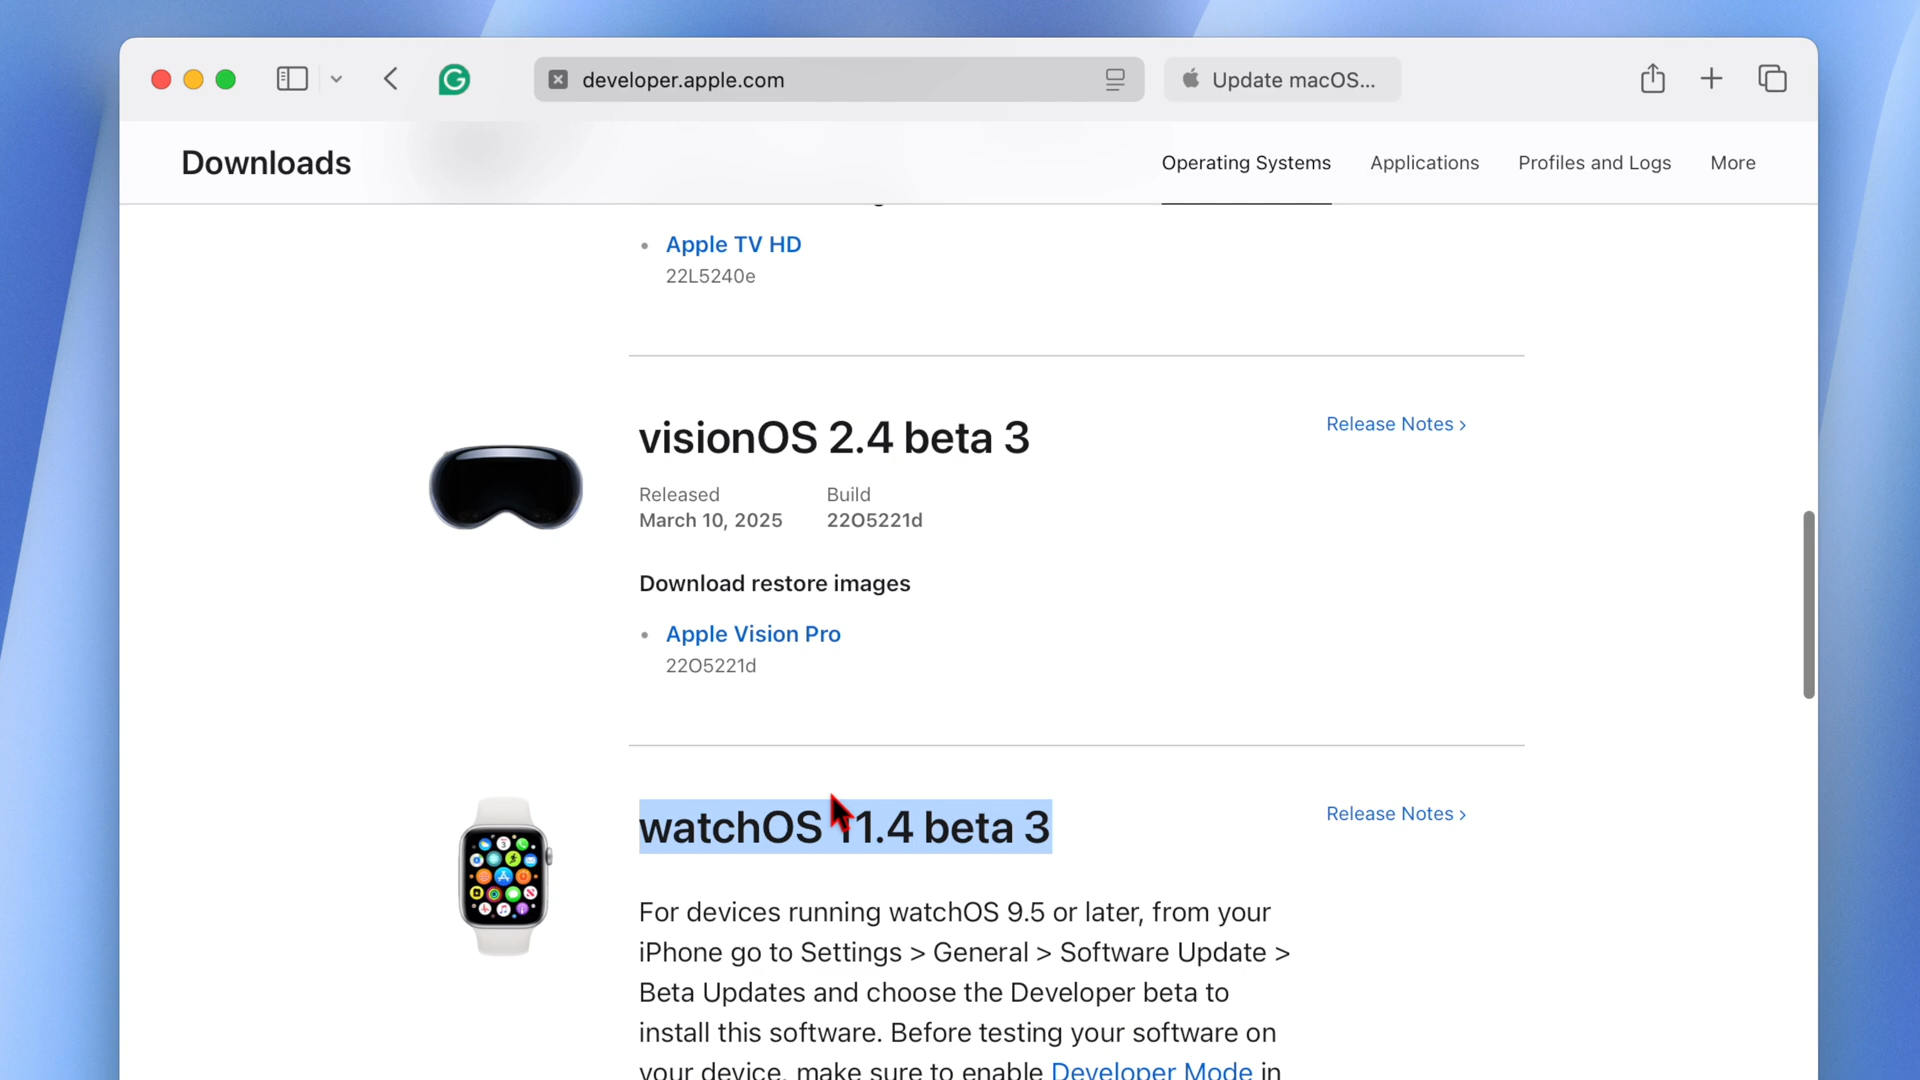 developer.apple.com
Update macOS...
Downloads
Operating Systems
Applications
Profiles and Logs
More
Apple TV HD
22L5240e
visionOS 2.4 beta 3
Release Notes >
Released
Build
March 10, 2025
22O5221d
Download restore images
Apple Vision Pro
22O5221d
watchOS 11.4 beta 3
Release Notes >
For devices running watchOS 9.5 or later, from your
iPhone go to Settings > General > Software Update >
Beta Updates and choose the Developer beta to
install this software. Before testing your software on
your device, make sure to enable Developer Mode in